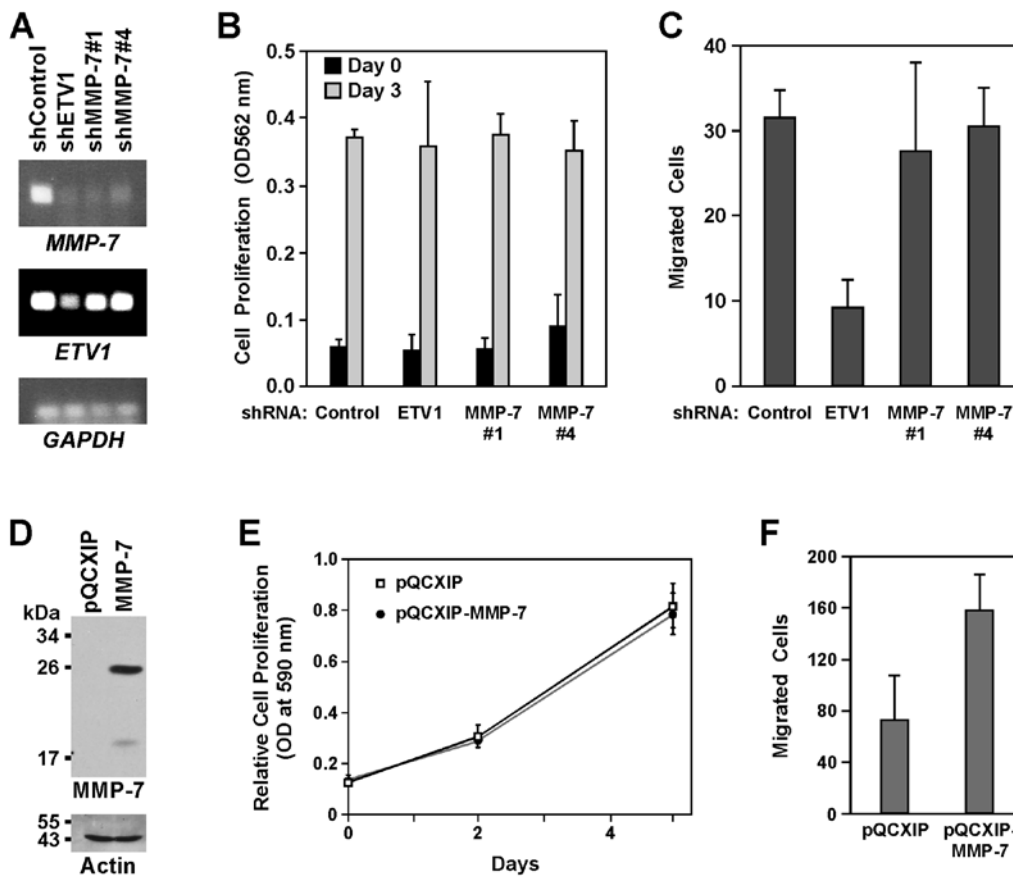 A
shControl
shETV1
shMMP-7#1
shMMP-7#4
MMP-7
ETV1
GAPDH
B
Cell Proliferation (OD562 nm)
0.5
0.4
0.3
0.2
0.1
0.0
Day 0
Day 3
shRNA: Control ETV1 MMP-7 MMP-7
#1 #4
C
Migrated Cells
40
30
20
10
0
shRNA: Control ETV1 MMP-7 MMP-7
#1 #4
D
pQCXIP
MMP-7
kDa
34
26
17
MMP-7
55
43
Actin
E
Relative Cell Proliferation
(OD at 590 nm)
1.0
0.8
0.6
0.4
0.2
0
pQCXIP
pQCXIP-MMP-7
0 2 4
Days
F
Migrated Cells
200
160
120
80
40
0
pQCXIP pQCXIP-
MMP-7